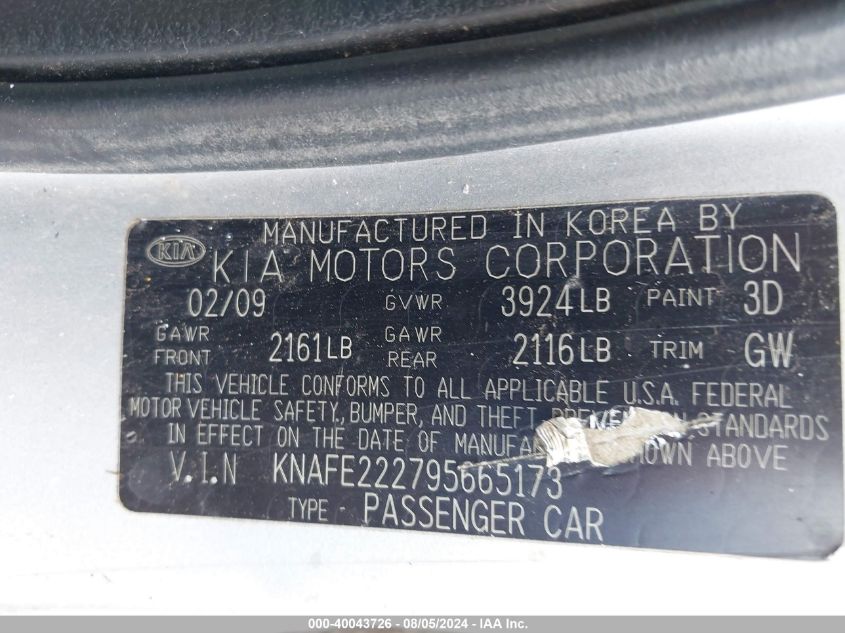 MANUFACTURED IN KOREA BY
KIA KIA MOTORS CORPORATION
02/09 GVWR 3924LB PAINT 3D
GAWR FRONT 2161LB GAWR REAR 2116LB TRIM GW
THIS VEHICLE CONFORMS TO ALL APPLICABLE U.S.A. FEDERAL
MOTOR VEHICLE SAFETY, BUMPER, AND THEFT STANDARDS
IN EFFECT ON THE DATE OF ABOVE
V.I.N KNAFE222795665173
TYPE PASSENGER CAR
000-40043726 - 08/05/2024 - IAA Inc.